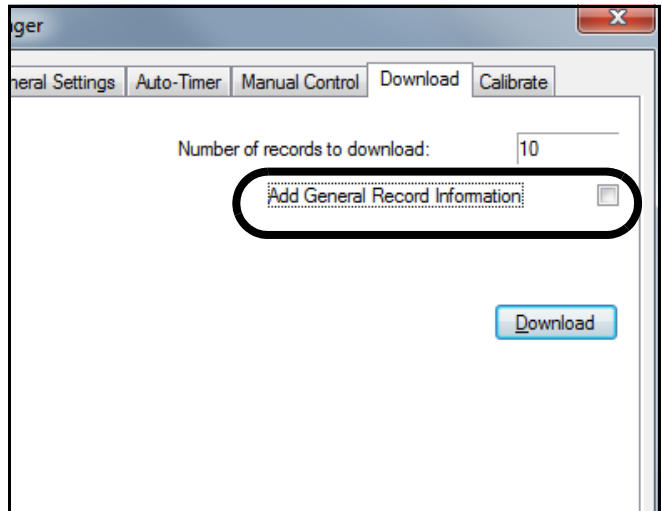 ager
neral Settings Auto-Timer Manual Control Download Calibrate
Number of records to download: 10
Add General Record Information
Download